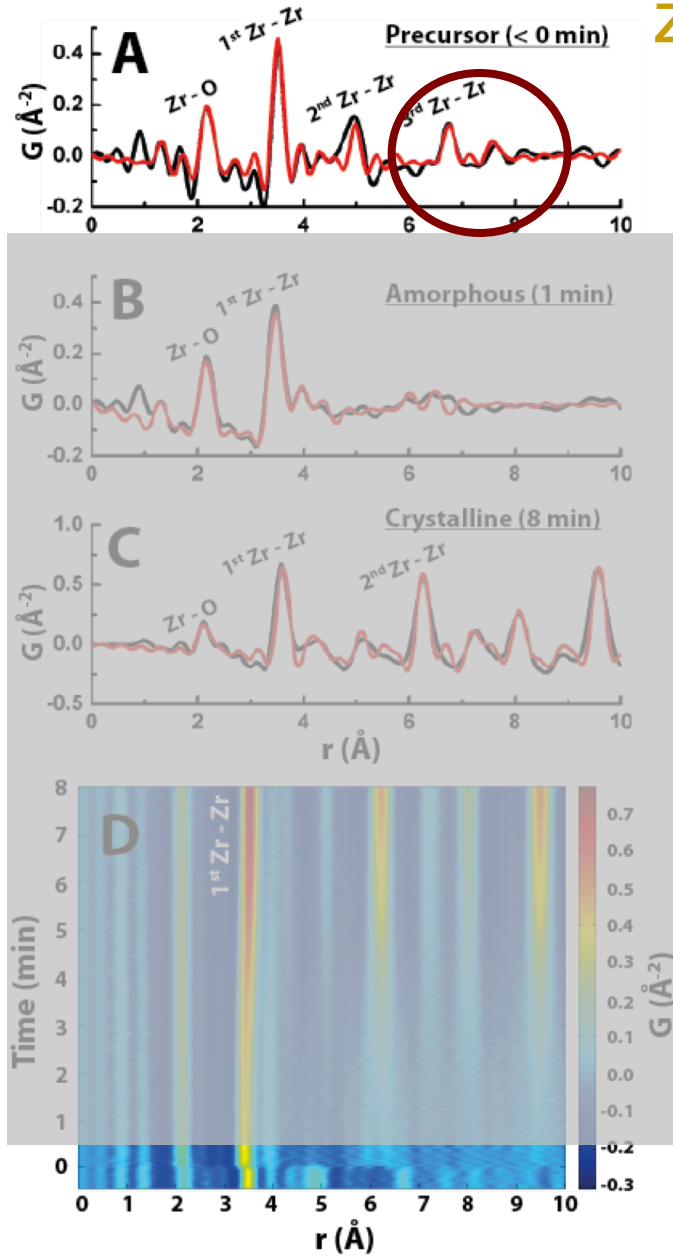 Z
A
Precursor (< 0 min)
1st Zr - Zr
Zr - O
2nd Zr - Zr
3rd Zr - Zr
G (Å-2)
0.4
0.2
0.0
-0.2
0 2 4 6 8 10
B
Amorphous (1 min)
1st Zr - Zr
Zr - O
G (Å-2)
0.4
0.2
0.0
-0.2
0 2 4 6 8 10
C
Crystalline (8 min)
1st Zr - Zr
2nd Zr - Zr
Zr - O
G (Å-2)
1.0
0.5
0.0
-0.5
0 2 4 6 8 10
r (Å)
D
1st Zr - Zr
Time (min)
8
7
6
5
4
3
2
1
0
0 1 2 3 4 5 6 7 8 9 10
r (Å)
0.7
0.6
0.5
0.4
0.3
0.2
0.1
0.0
-0.1
-0.2
-0.3
G (Å-2)